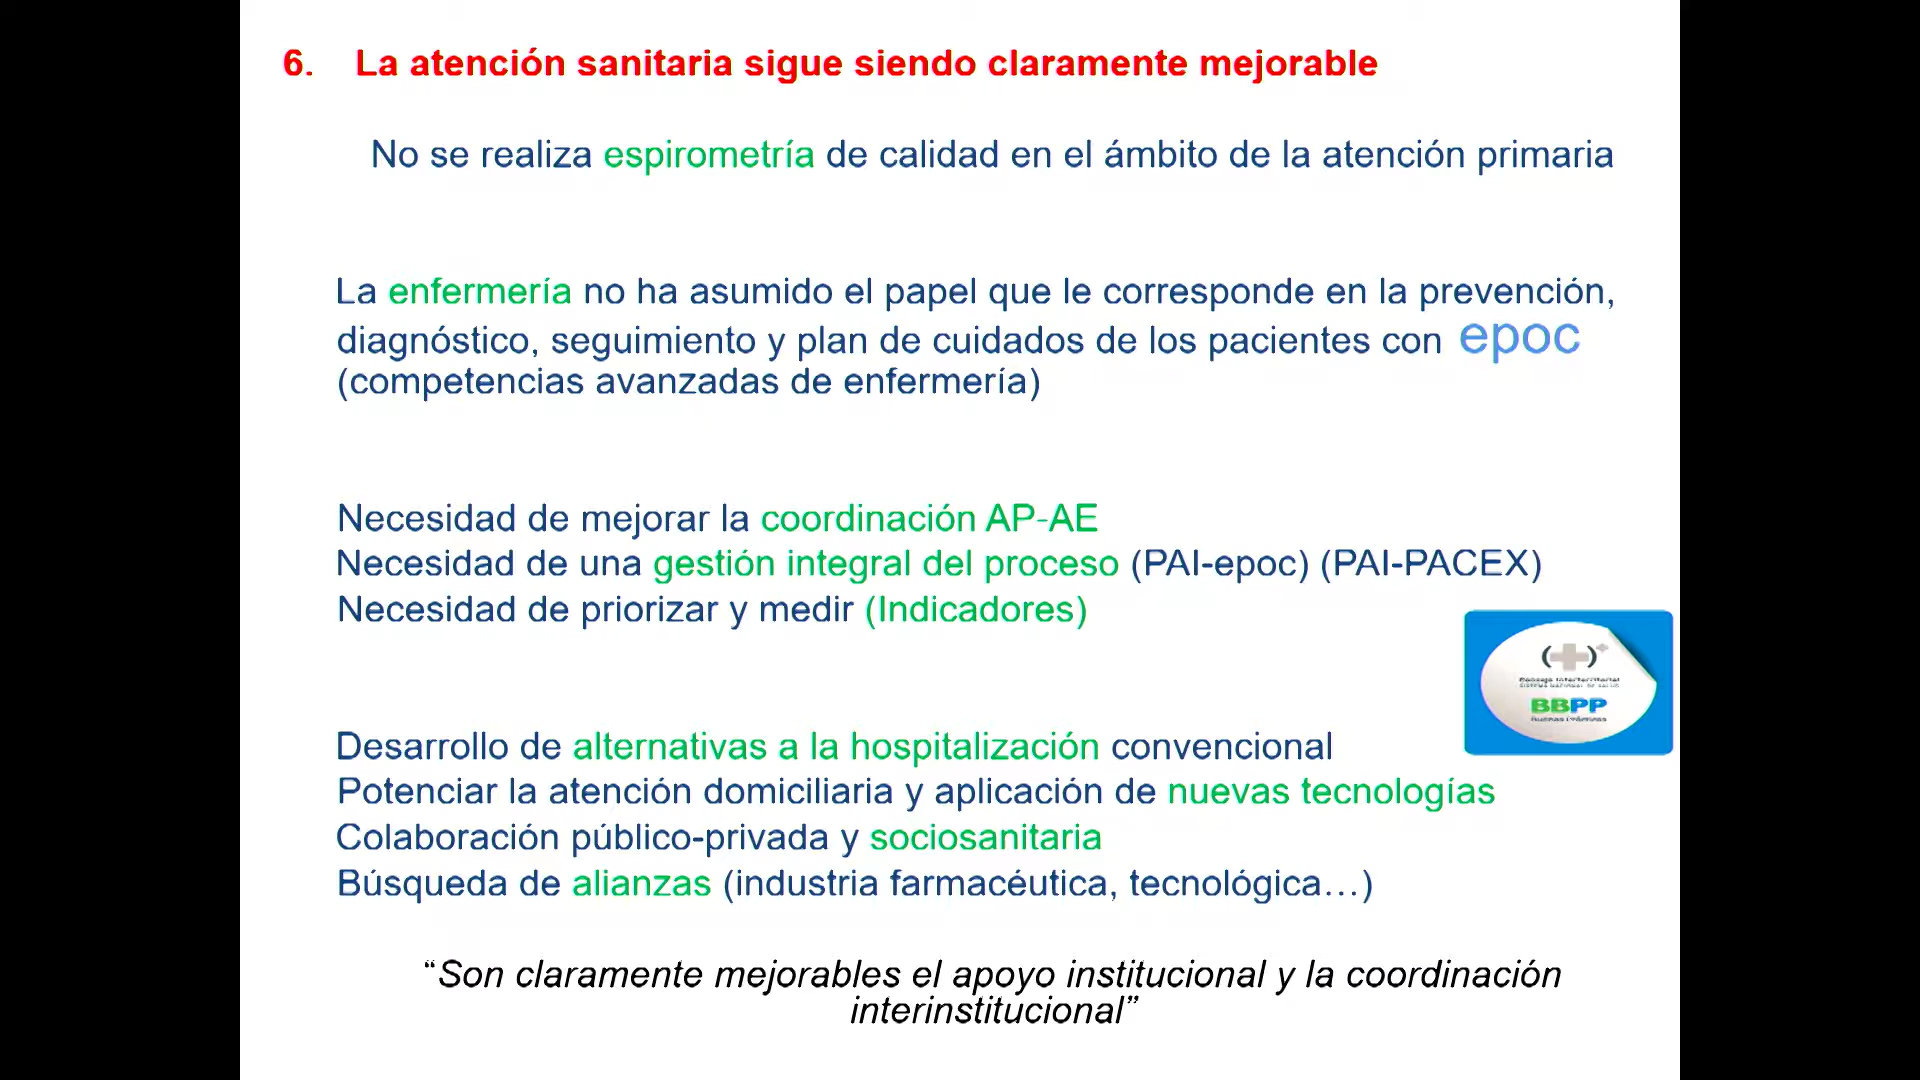 6. La atención sanitaria sigue siendo claramente mejorable
No se realiza espirometría de calidad en el ámbito de la atención primaria
La enfermería no ha asumido el papel que le corresponde en la prevención,
diagnóstico, seguimiento y plan de cuidados de los pacientes con epoc
(competencias avanzadas de enfermería)
Necesidad de mejorar la coordinación AP-AE
Necesidad de una gestión integral del proceso (PAI-epoc) (PAI-PACEX)
Necesidad de priorizar y medir (Indicadores)
BBPP
Desarrollo de alternativas a la hospitalización convencional
Potenciar la atención domiciliaria y aplicación de nuevas tecnologías
Colaboración público-privada y sociosanitaria
Búsqueda de alianzas (industria farmacéutica, tecnológica…)
“Son claramente mejorables el apoyo institucional y la coordinación
interinstitucional”